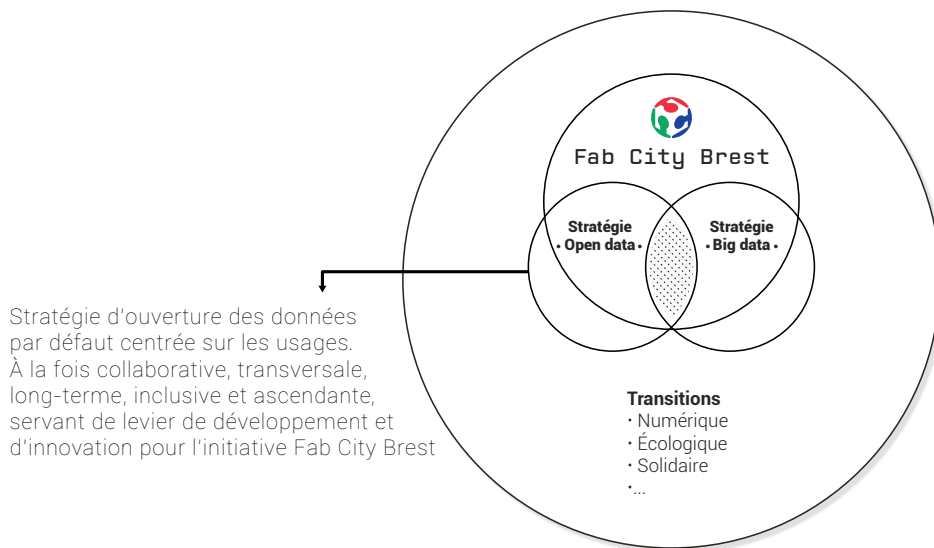 Fab City Brest
Stratégie
• Open data •
Stratégie
• Big data •
Stratégie d'ouverture des données
par défaut centrée sur les usages.
À la fois collaborative, transversale,
long-terme, inclusive et ascendante,
servant de levier de développement et
d'innovation pour l'initiative Fab City Brest
Transitions
· Numérique
· Écologique
· Solidaire
·...